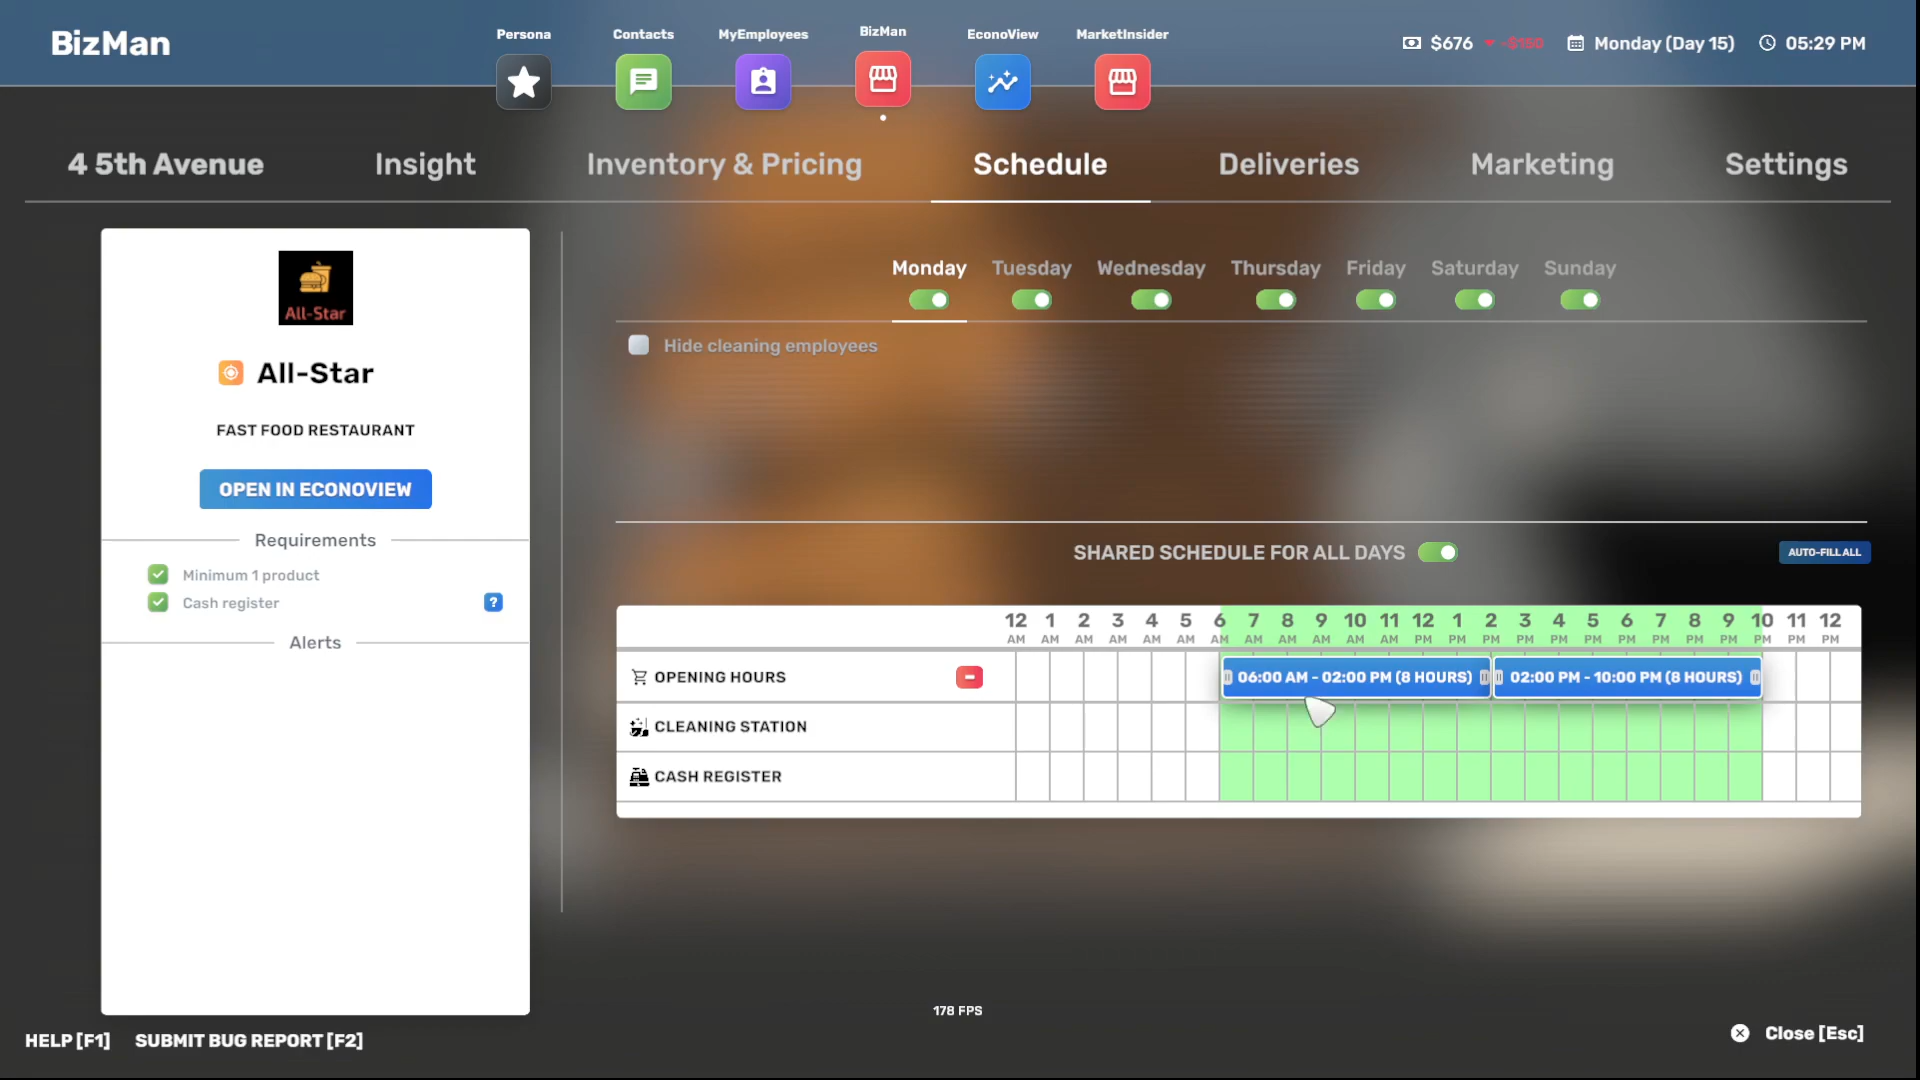 BizMan
Persona
Contacts
MyEmployees
BizMan
EconoView
MarketInsider
$676
-$150
Monday (Day 15)
05:29 PM
4 5th Avenue
Insight
Inventory & Pricing
Schedule
Deliveries
Marketing
Settings
All-Star
All-Star
FAST FOOD RESTAURANT
OPEN IN ECONOVIEW
Requirements
Minimum 1 product
Cash register
?
Alerts
Monday Tuesday Wednesday Thursday Friday Saturday Sunday
Hide cleaning employees
SHARED SCHEDULE FOR ALL DAYS
AUTO-FILL ALL
12 1 2 3 4 5 6 7 8 9 10 11 12 1 2 3 4 5 6 7 8 9 10 11 12
AM AM AM AM AM AM AM AM AM AM AM AM PM PM PM PM PM PM PM PM PM PM PM PM PM
OPENING HOURS
06:00 AM - 02:00 PM (8 HOURS)
02:00 PM - 10:00 PM (8 HOURS)
CLEANING STATION
CASH REGISTER
178 FPS
HELP [F1]
SUBMIT BUG REPORT [F2]
Close [Esc]